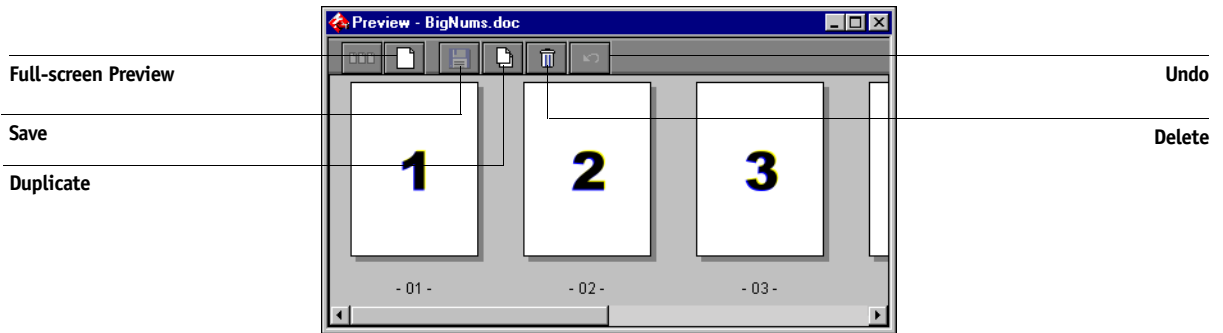 Preview - BigNums.doc
Full-screen Preview
Undo
Save
Delete
Duplicate
1 2 3
- 01 - - 02 - - 03 -